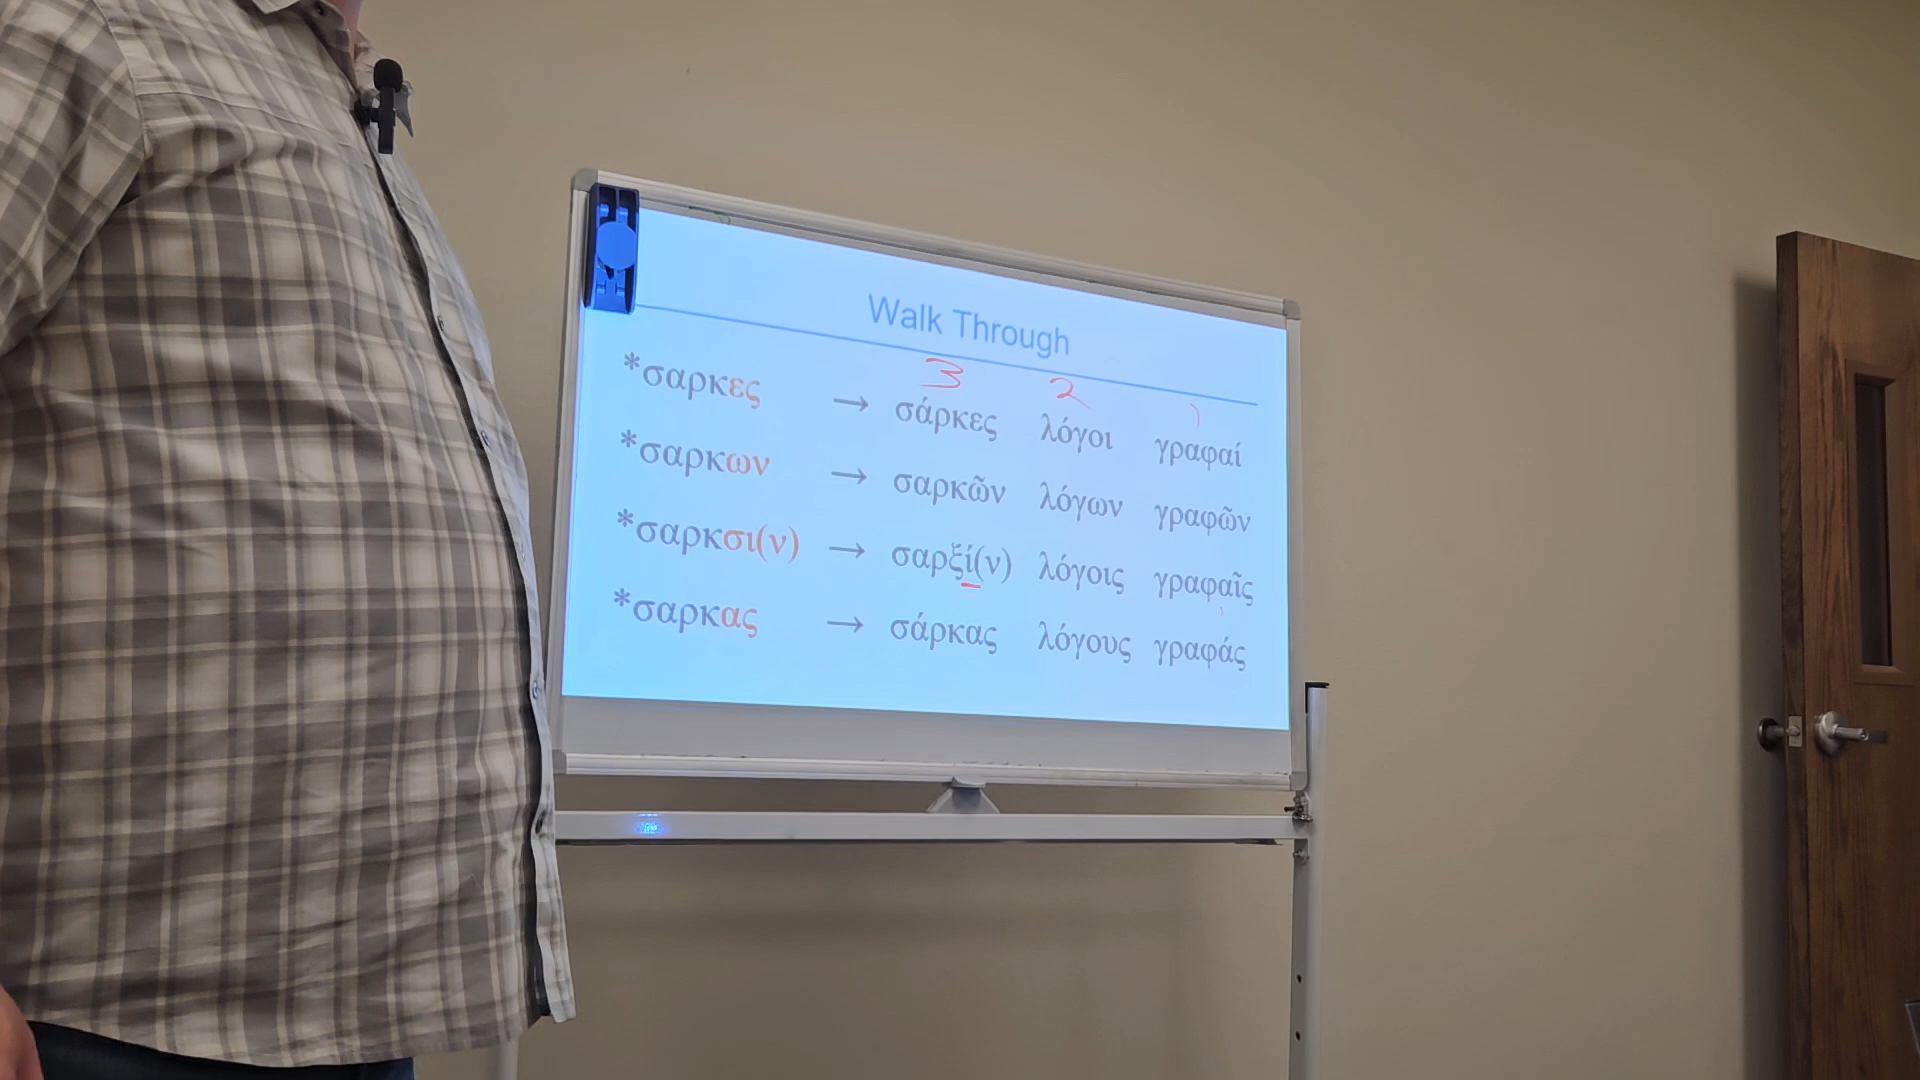 Walk Through
3 2 1
*σαρκες → σάρκες λόγοι γραφαί
*σαρκων → σαρκῶν λόγων γραφῶν
*σαρκσι(ν) → σαρξί(ν) λόγοις γραφαῖς
*σαρκας → σάρκας λόγους γραφάς